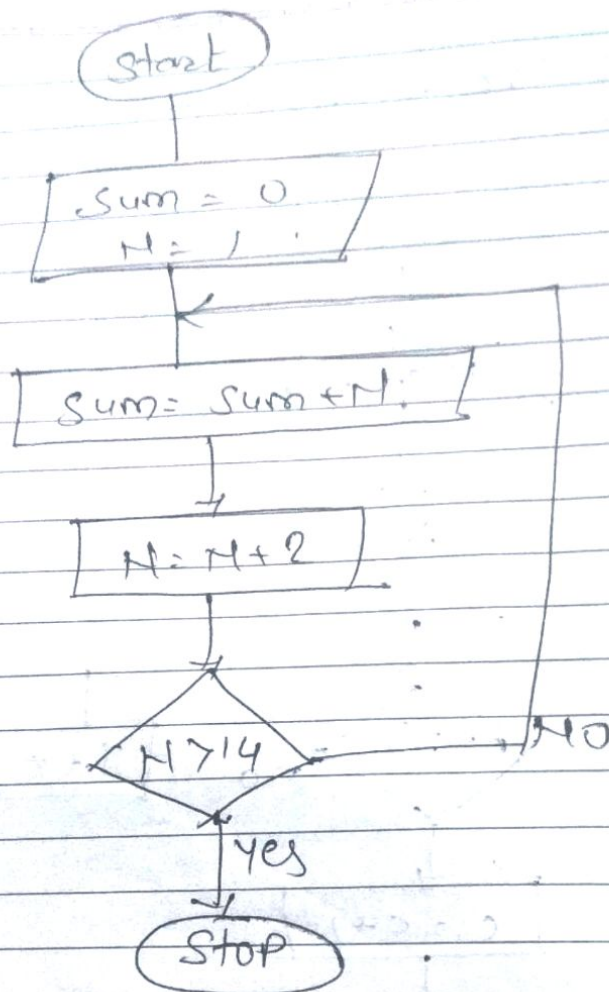 Start
Sum = 0
N = 1
Sum = Sum + N
N = N + 2
N > 14
NO
Yes
Stop